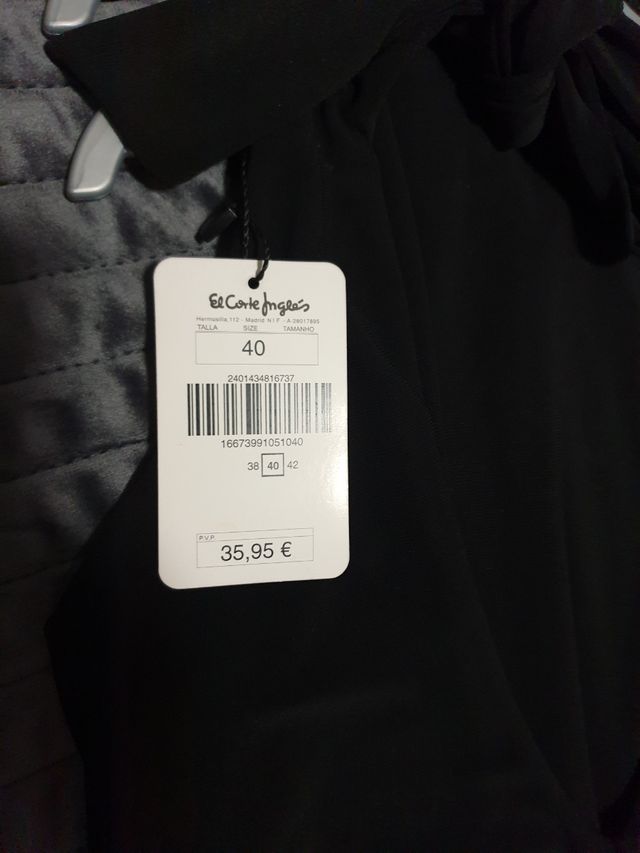 El Corte Inglés
Hermosilla, 112 - Madrid N.I.F. - A-28017895
TALLA SIZE TAMANHO
40
2401434816737
16673991051040
38 40 42
P.V.P.
35,95 €